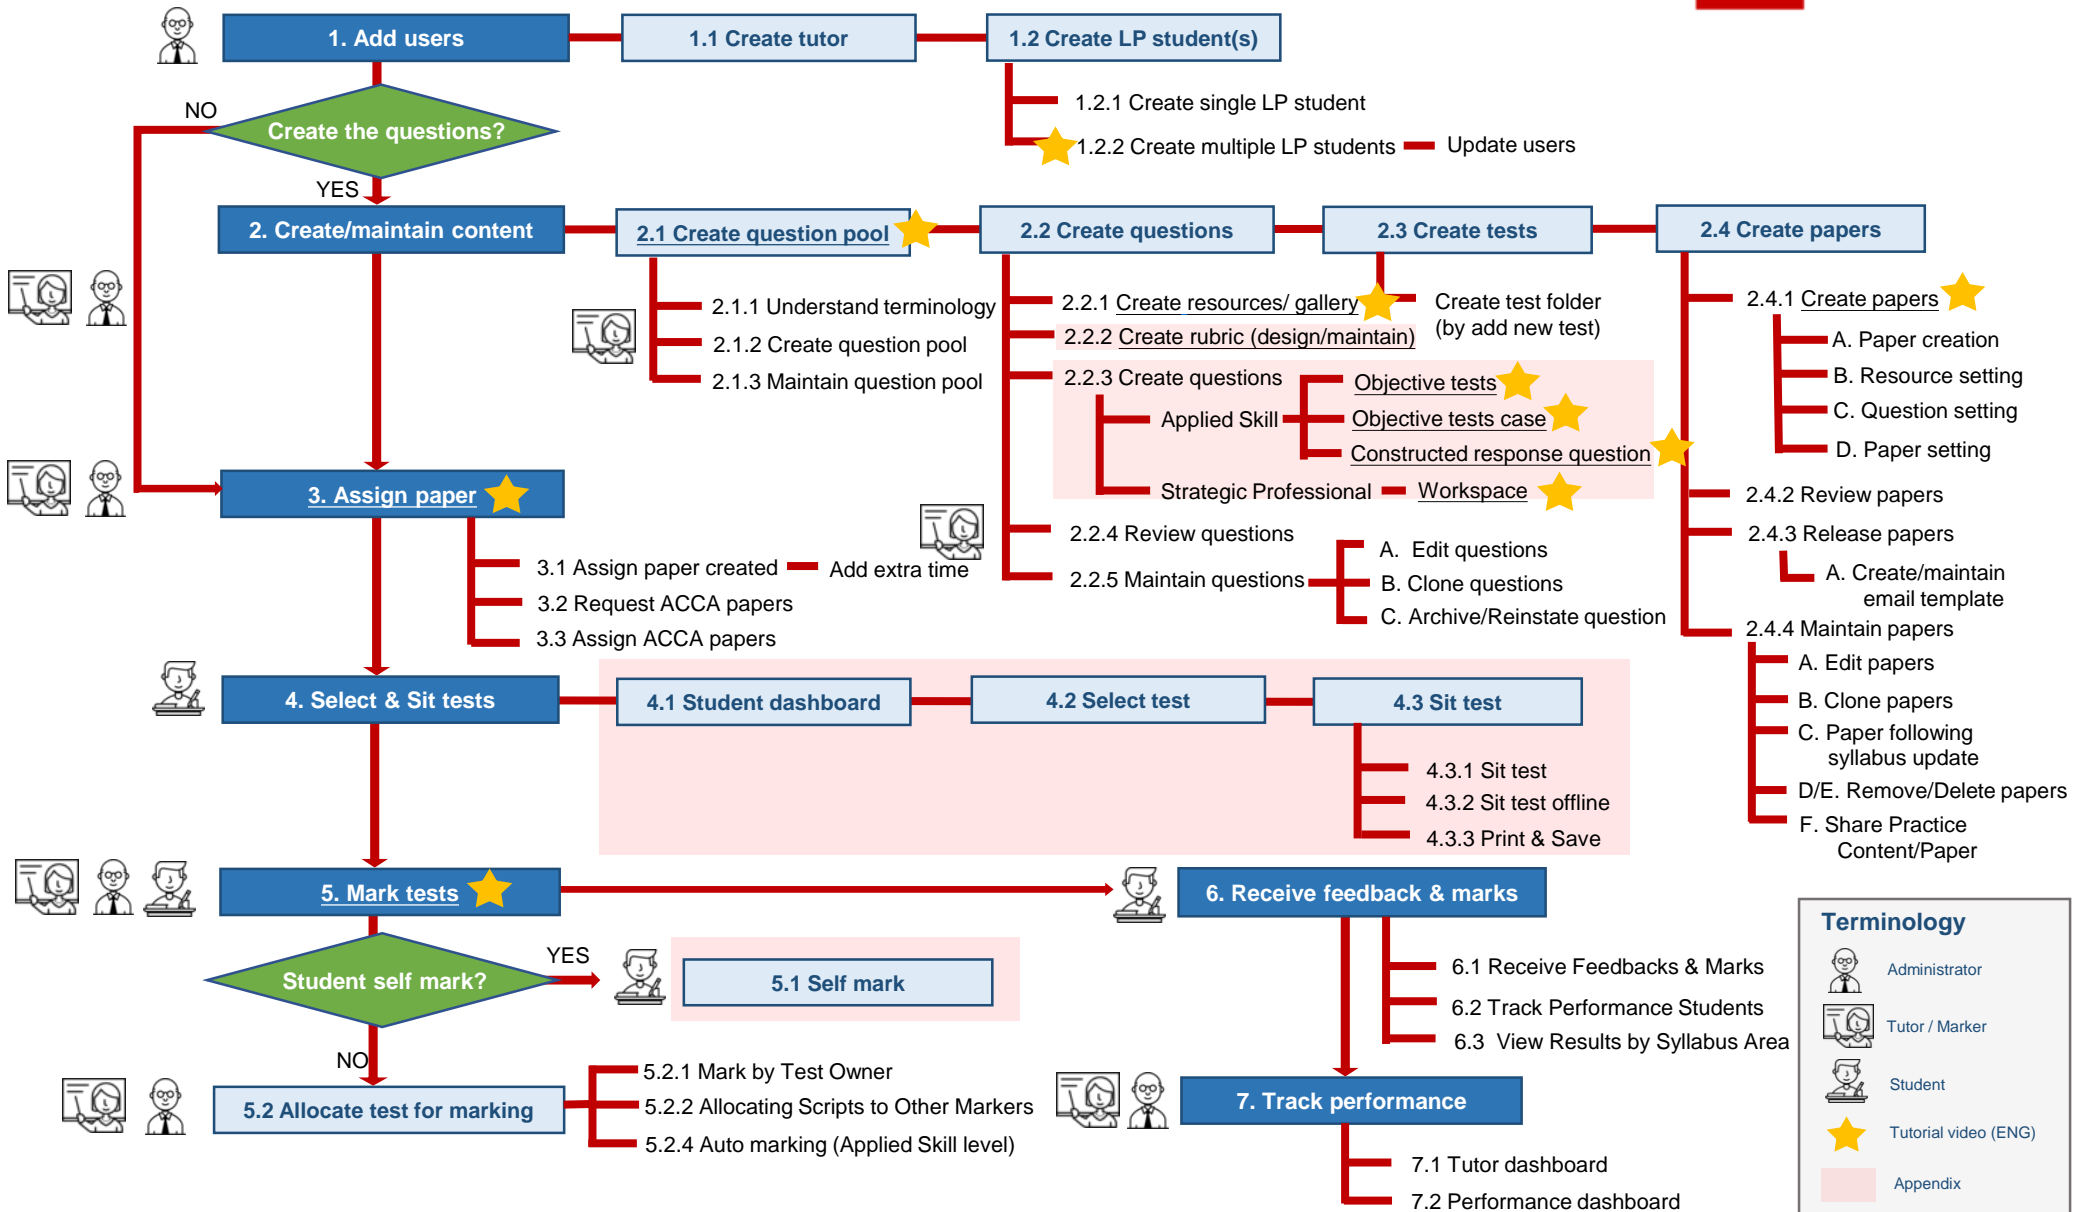 1. Add users
1.1 Create tutor
1.2 Create LP student(s)
1.2.1 Create single LP student
1.2.2 Create multiple LP students
Update users
NO
Create the questions?
YES
2. Create/maintain content
2.1 Create question pool
2.2 Create questions
2.3 Create tests
2.4 Create papers
2.1.1 Understand terminology
2.1.2 Create question pool
2.1.3 Maintain question pool
2.2.1 Create resources/ gallery
2.2.2 Create rubric (design/maintain)
2.2.3 Create questions
Applied Skill
Objective tests
Objective tests case
Constructed response question
Strategic Professional
Workspace
2.2.4 Review questions
2.2.5 Maintain questions
A. Edit questions
B. Clone questions
C. Archive/Reinstate question
Create test folder
(by add new test)
2.4.1 Create papers
A. Paper creation
B. Resource setting
C. Question setting
D. Paper setting
2.4.2 Review papers
2.4.3 Release papers
A. Create/maintain
email template
2.4.4 Maintain papers
A. Edit papers
B. Clone papers
C. Paper following
syllabus update
D/E. Remove/Delete papers
F. Share Practice
Content/Paper
3. Assign paper
3.1 Assign paper created
Add extra time
3.2 Request ACCA papers
3.3 Assign ACCA papers
4. Select & Sit tests
4.1 Student dashboard
4.2 Select test
4.3 Sit test
4.3.1 Sit test
4.3.2 Sit test offline
4.3.3 Print & Save
5. Mark tests
Student self mark?
YES
5.1 Self mark
NO
5.2 Allocate test for marking
5.2.1 Mark by Test Owner
5.2.2 Allocating Scripts to Other Markers
5.2.4 Auto marking (Applied Skill level)
6. Receive feedback & marks
6.1 Receive Feedbacks & Marks
6.2 Track Performance Students
6.3 View Results by Syllabus Area
7. Track performance
7.1 Tutor dashboard
7.2 Performance dashboard
Terminology
Administrator
Tutor / Marker
Student
Tutorial video (ENG)
Appendix